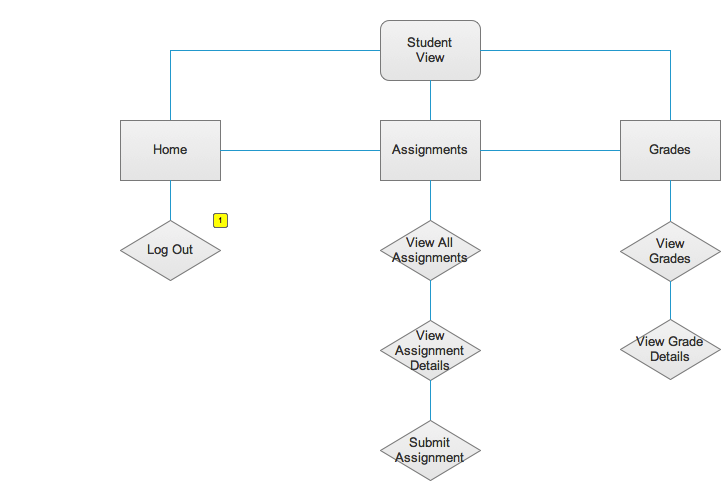 Student
View
Home
Assignments
Grades
1
Log Out
View All
Assignments
View
Grades
View
Assignment
Details
View Grade
Details
Submit
Assignment